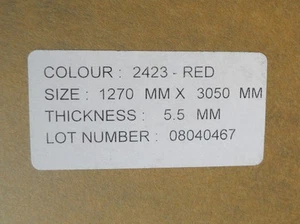 COLOUR : 2423 - RED
SIZE : 1270 MM X 3050 MM
THICKNESS : 5.5 MM
LOT NUMBER : 08040467